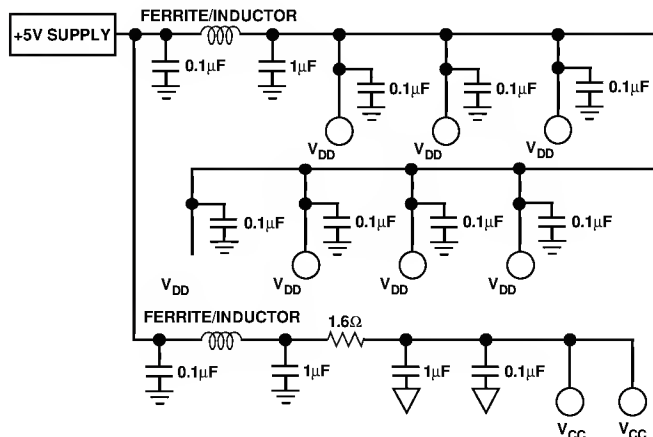 FERRITE/INDUCTOR
+5V SUPPLY
0.1µF
1µF
0.1µF
0.1µF
0.1µF
VDD
VDD
VDD
0.1µF
0.1µF
0.1µF
0.1µF
VDD
VDD
VDD
VDD
FERRITE/INDUCTOR
1.6Ω
0.1µF
1µF
1µF
0.1µF
VCC
VCC